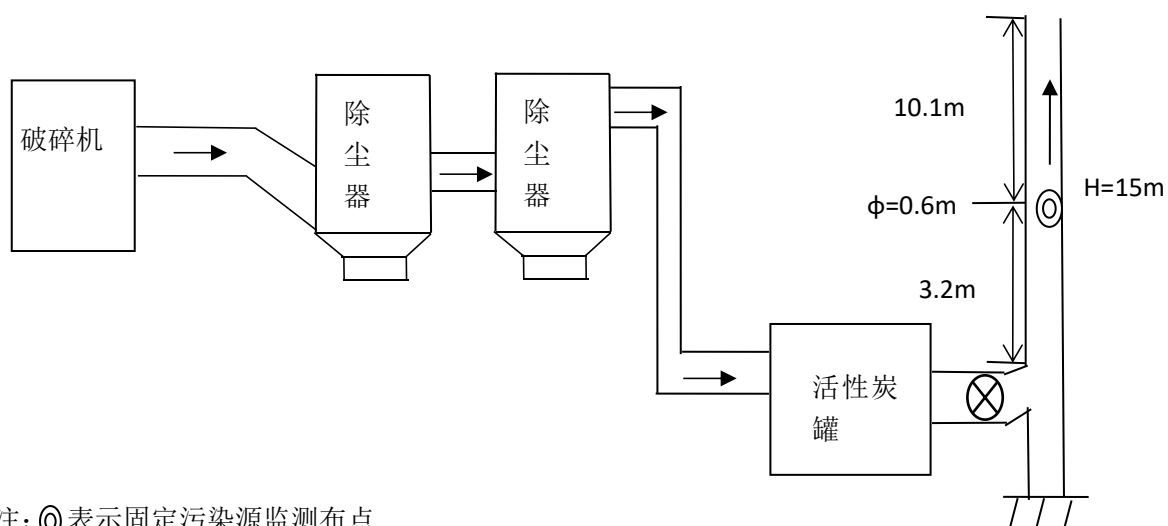 破碎机
除
尘
器
除
尘
器
10.1m
H=15m
ф=0.6m
3.2m
活性炭
罐
注:◎表示固定污染源监测布点